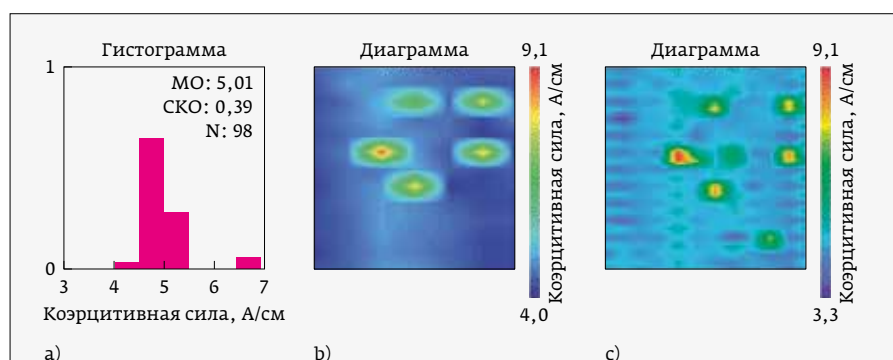 Гистограмма
1
0
МО: 5,01
СКО: 0,39
N: 98
3 4 5 6 7
Коэрцитивная сила, А/см
a)
Диаграмма
9,1
Коэрцитивная сила, А/см
4,0
b)
Диаграмма
9,1
Коэрцитивная сила, А/см
3,3
c)